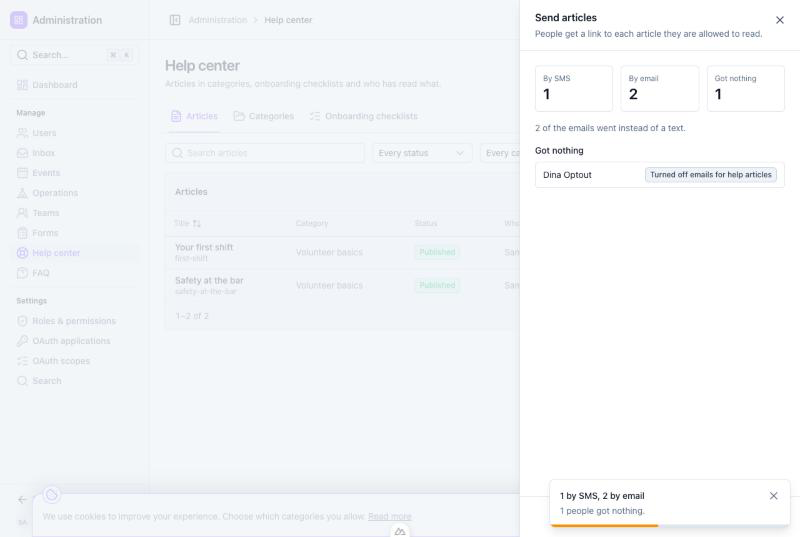 Administration
Search...
⌘ K
Dashboard
Manage
Users
Inbox
Events
Operations
Teams
Forms
Help center
FAQ
Settings
Roles & permissions
OAuth applications
OAuth scopes
Search
SA
Administration > Help center
Help center
Articles in categories, onboarding checklists and who has read what.
Articles Categories Onboarding checklists
Search articles
Every status
Every ca
Articles
Title Category Status Who
Your first shift Volunteer basics Published San
first-shift
Safety at the bar Volunteer basics Published San
safety-at-the-bar
1–2 of 2
We use cookies to improve your experience. Choose which categories you allow. Read more
Send articles
People get a link to each article they are allowed to read.
By SMS By email Got nothing
1 2 1
2 of the emails went instead of a text.
Got nothing
Dina Optout Turned off emails for help articles
1 by SMS, 2 by email
1 people got nothing.